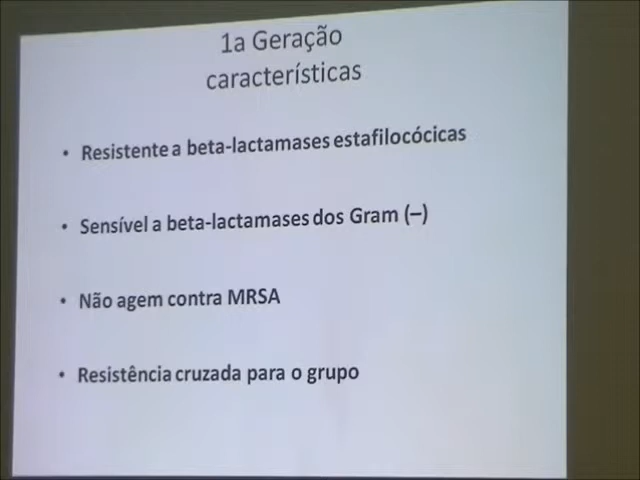 1a Geração
características
• Resistente a beta-lactamases estafilocócicas
• Sensível a beta-lactamases dos Gram (–)
• Não agem contra MRSA
• Resistência cruzada para o grupo